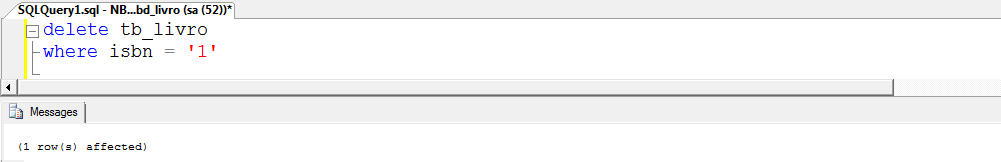 SQLQuery1.sql - NB...bd_livro (sa (52))*
delete tb_livro
where isbn = '1'
Messages
(1 row(s) affected)